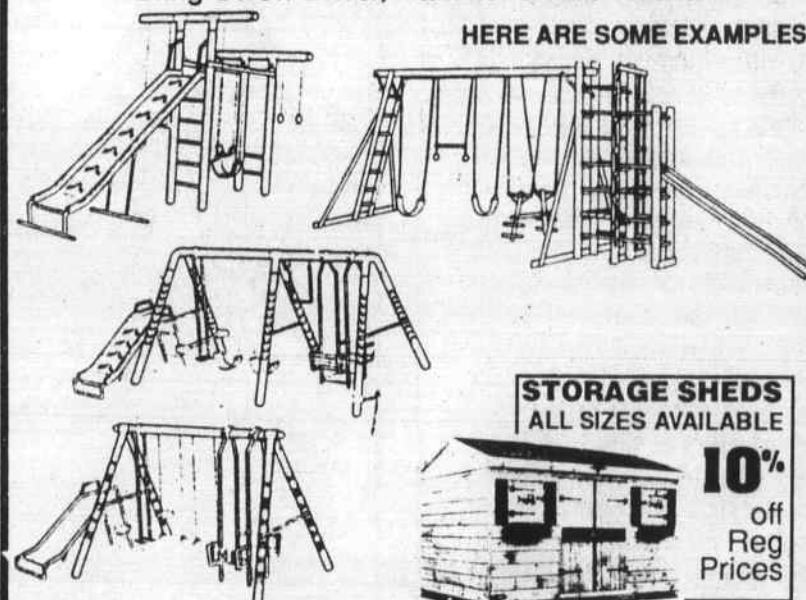 HERE ARE SOME EXAMPLES
STORAGE SHEDS
ALL SIZES AVAILABLE
10%
off
Reg
Prices